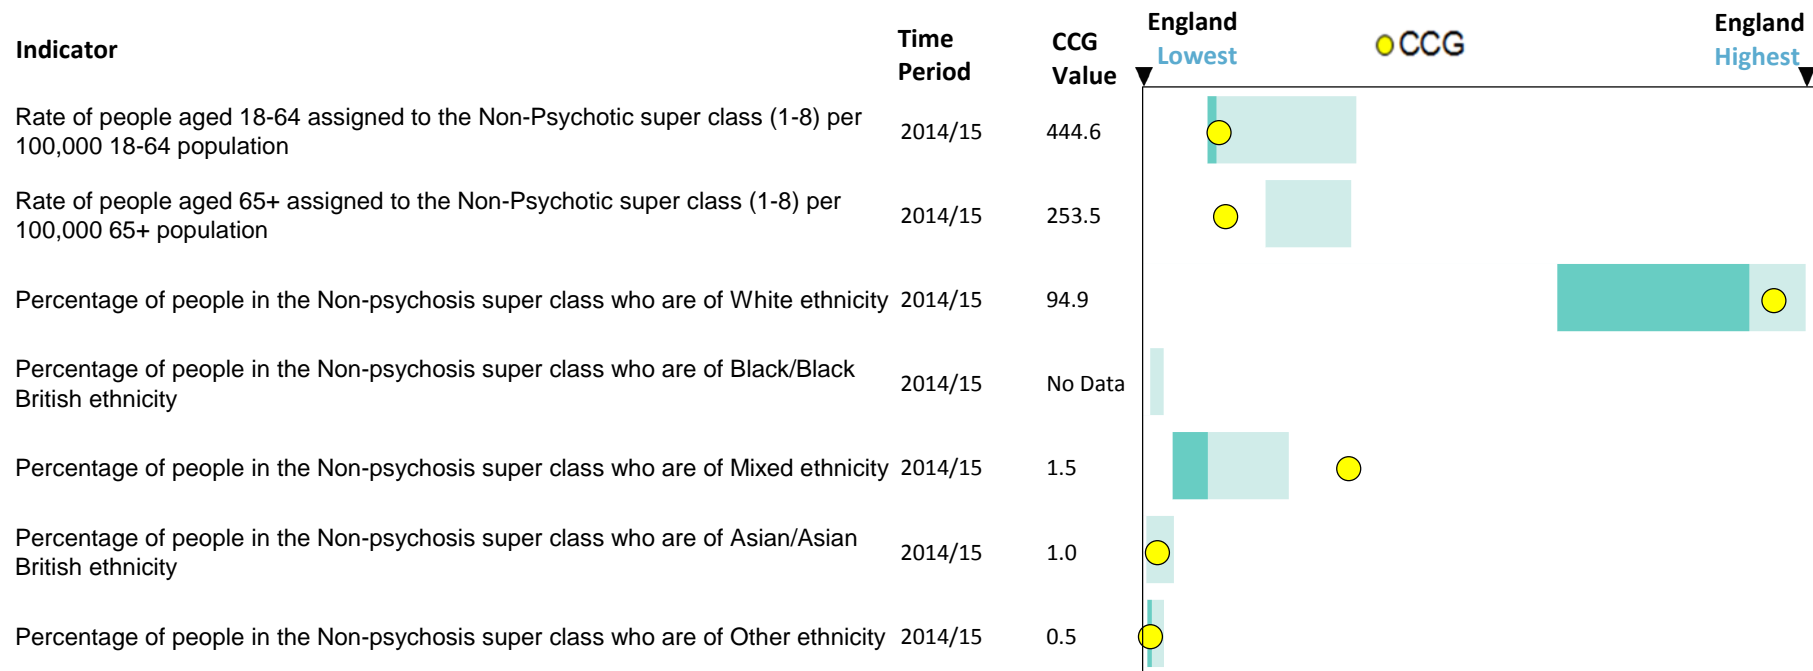 Indicator
Time
Period
CCG
Value
England
Lowest
CCG
England
Highest
Rate of people aged 18-64 assigned to the Non-Psychotic super class (1-8) per
100,000 18-64 population
2014/15
444.6
Rate of people aged 65+ assigned to the Non-Psychotic super class (1-8) per
100,000 65+ population
2014/15
253.5
Percentage of people in the Non-psychosis super class who are of White ethnicity
2014/15
94.9
Percentage of people in the Non-psychosis super class who are of Black/Black
British ethnicity
2014/15
No Data
Percentage of people in the Non-psychosis super class who are of Mixed ethnicity
2014/15
1.5
Percentage of people in the Non-psychosis super class who are of Asian/Asian
British ethnicity
2014/15
1.0
Percentage of people in the Non-psychosis super class who are of Other ethnicity
2014/15
0.5